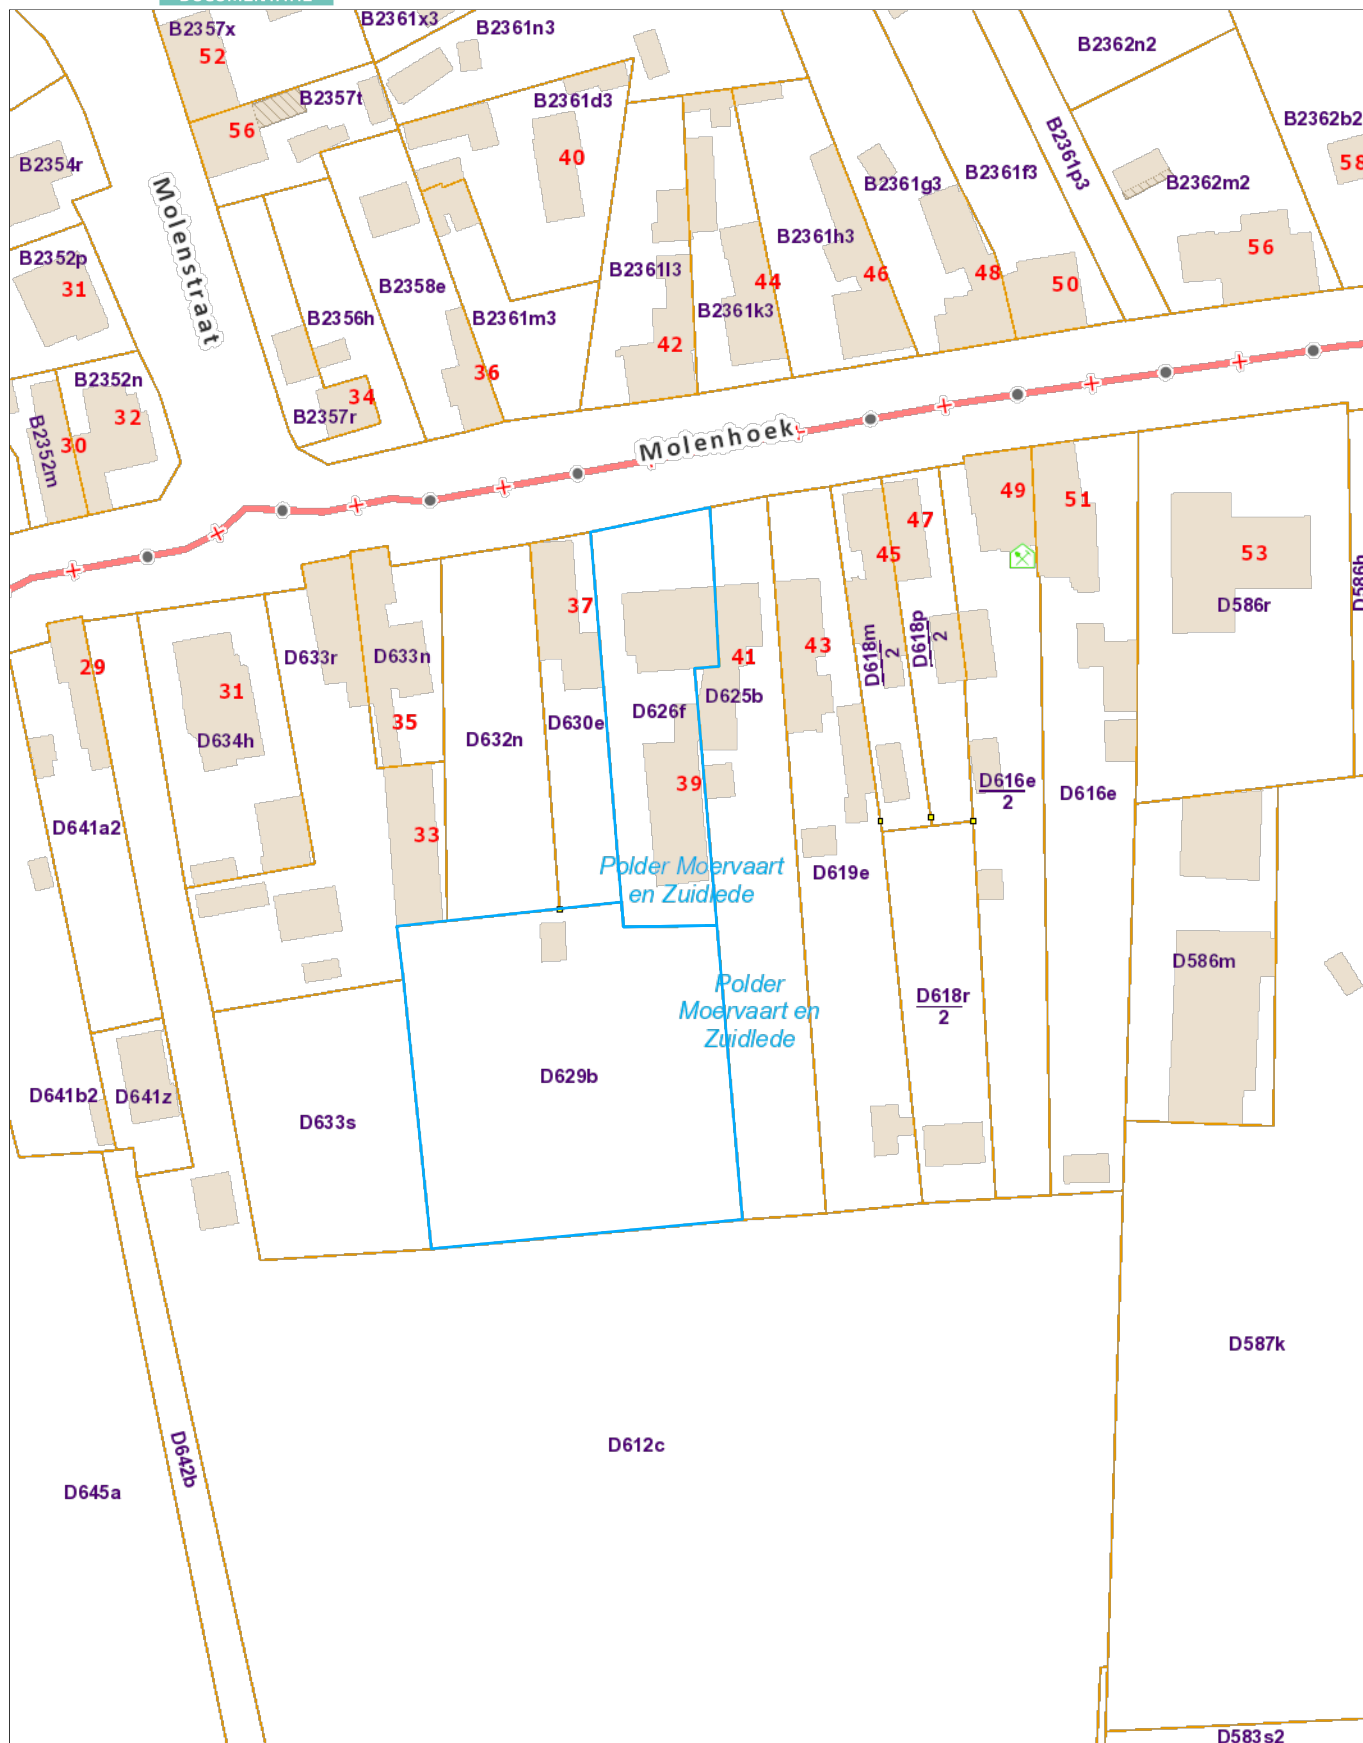 B2361x3
B2357x
B2361n3
52
B2362n2
B2357t
B2361d3
56
B2362b2
40
B2361p3
58
B2354r
B2361f3
B2361g3
B2362m2
Molenstraat
B2361h3
56
B2352p
B2361l3
31
B2358e
44
46
48
50
B2356h
B2361m3
B2361k3
42
36
B2352n
34
32
B2357r
B2352m
30
Molenhoek
49
51
47
45
53
37
D586r
D586h
D633r
D633n
43
D618m
2
D618p
2
29
41
31
D625b
35
D626f
D630e
D634h
D632n
39
D616e
2
D616e
D641a2
33
Polder Moervaart
en Zuidlede
D619e
D586m
Polder
Moervaart en
Zuidlede
D618r
2
D629b
D641b2
D641z
D633s
D587k
D612c
D642b
D645a
D583s2